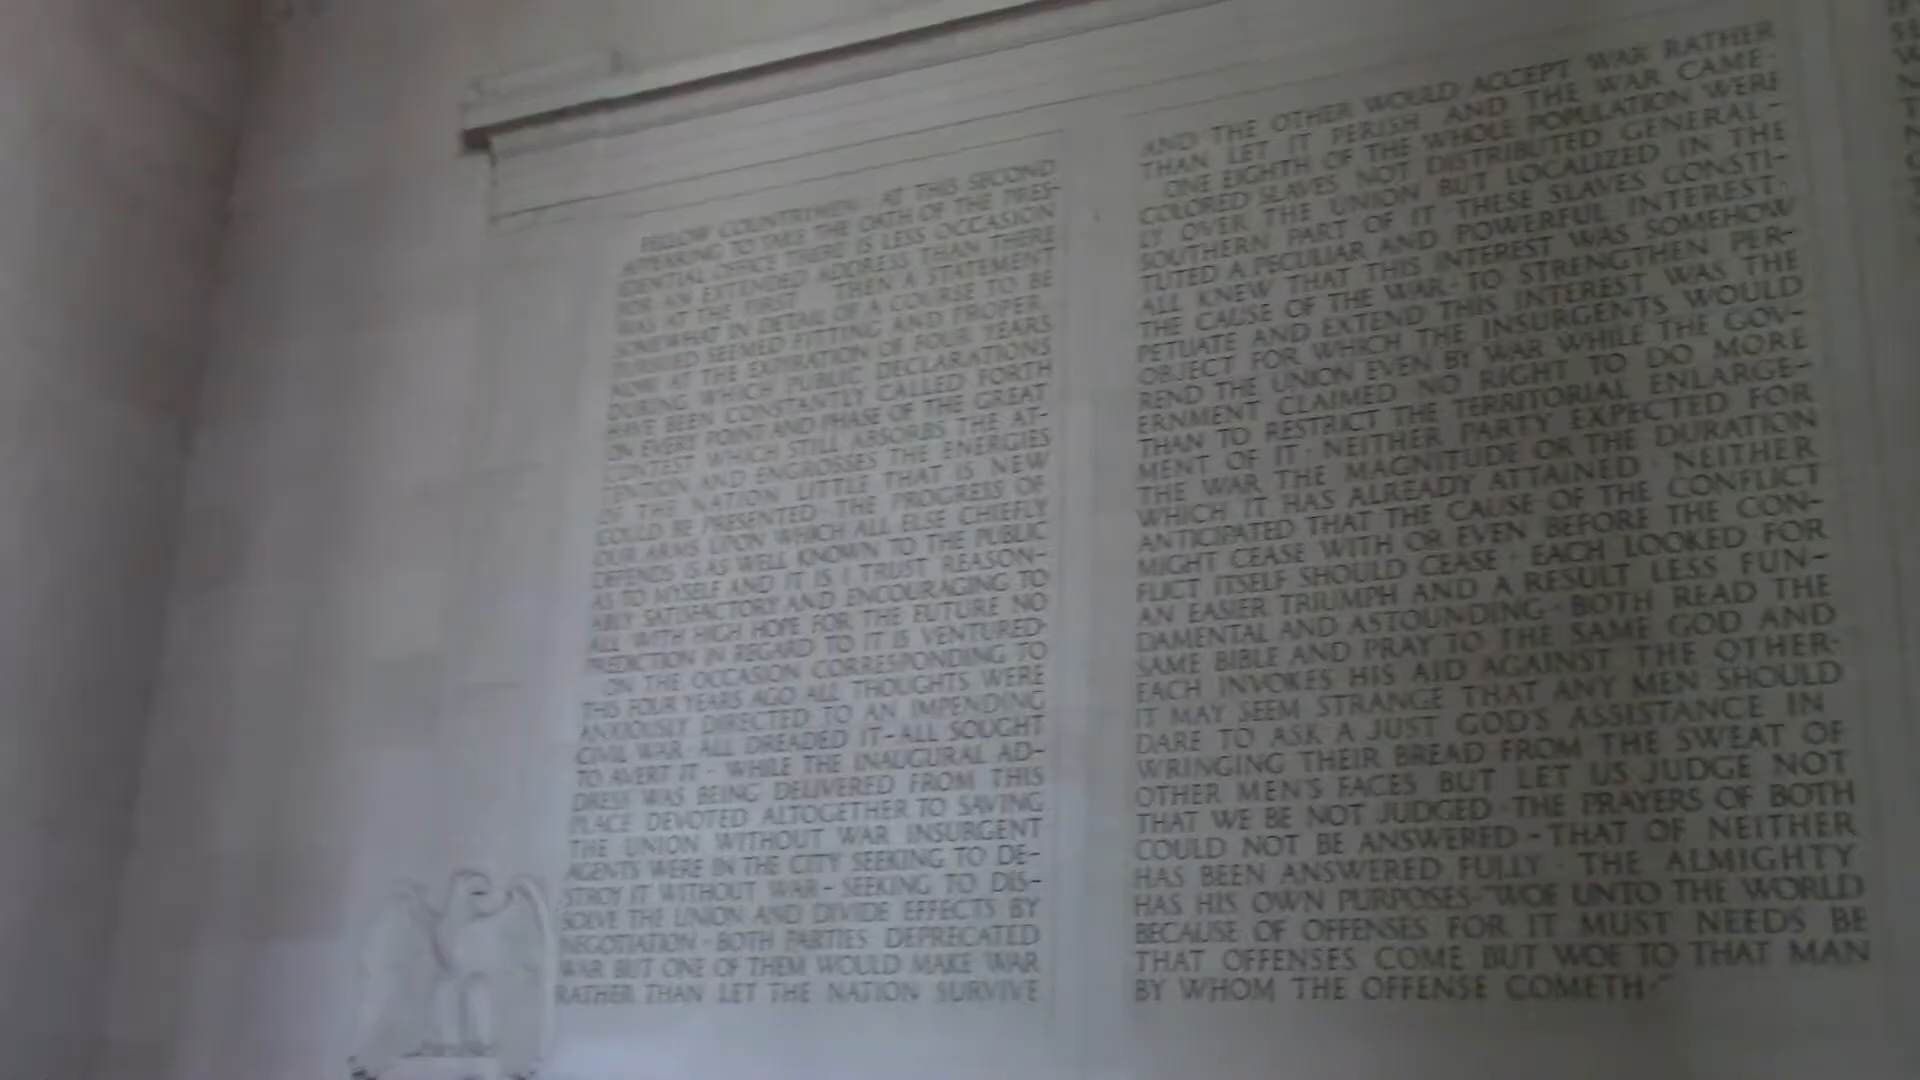 FELLOW COUNTRYMEN · AT THIS SECOND
APPEARING TO TAKE THE OATH OF THE PRES-
IDENTIAL OFFICE THERE IS LESS OCCASION
FOR AN EXTENDED ADDRESS THAN THERE
WAS AT THE FIRST THEN A STATEMENT
SOMEWHAT IN DETAIL OF A COURSE TO BE
PURSUED SEEMED FITTING AND PROPER·
NOW AT THE EXPIRATION OF FOUR YEARS
DURING WHICH PUBLIC DECLARATIONS
HAVE BEEN CONSTANTLY CALLED FORTH
ON EVERY POINT AND PHASE OF THE GREAT
CONTEST WHICH STILL ABSORBS THE AT-
TENTION AND ENGROSSES THE ENERGIES
OF THE NATION LITTLE THAT IS NEW
COULD BE PRESENTED · THE PROGRESS OF
OUR ARMS UPON WHICH ALL ELSE CHIEFLY
DEPENDS IS AS WELL KNOWN TO THE PUBLIC
AS TO MYSELF AND IT IS I TRUST REASON-
ABLY SATISFACTORY AND ENCOURAGING TO
ALL · WITH HIGH HOPE FOR THE FUTURE NO
PREDICTION IN REGARD TO IT IS VENTURED·
ON THE OCCASION CORRESPONDING TO
THIS FOUR YEARS AGO ALL THOUGHTS WERE
ANXIOUSLY DIRECTED TO AN IMPENDING
CIVIL WAR · ALL DREADED IT-ALL SOUGHT
TO AVERT IT · WHILE THE INAUGURAL AD-
DRESS WAS BEING DELIVERED FROM THIS
PLACE DEVOTED ALTOGETHER TO SAVING
THE UNION WITHOUT WAR INSURGENT
AGENTS WERE IN THE CITY SEEKING TO DE-
STROY IT WITHOUT WAR - SEEKING TO DIS-
SOLVE THE UNION AND DIVIDE EFFECTS BY
NEGOTIATION · BOTH PARTIES DEPRECATED
WAR BUT ONE OF THEM WOULD MAKE WAR
RATHER THAN LET THE NATION SURVIVE
AND THE OTHER WOULD ACCEPT WAR RATHER
THAN LET IT PERISH AND THE WAR CAME·
ONE EIGHTH OF THE WHOLE POPULATION WERE
COLORED SLAVES NOT DISTRIBUTED GENERAL-
LY OVER THE UNION BUT LOCALIZED IN THE
SOUTHERN PART OF IT · THESE SLAVES CONSTI-
TUTED A PECULIAR AND POWERFUL INTEREST·
ALL KNEW THAT THIS INTEREST WAS SOMEHOW
THE CAUSE OF THE WAR · TO STRENGTHEN PER-
PETUATE AND EXTEND THIS INTEREST WAS THE
OBJECT FOR WHICH THE INSURGENTS WOULD
REND THE UNION EVEN BY WAR WHILE THE GOV-
ERNMENT CLAIMED NO RIGHT TO DO MORE
THAN TO RESTRICT THE TERRITORIAL ENLARGE-
MENT OF IT · NEITHER PARTY EXPECTED FOR
THE WAR THE MAGNITUDE OR THE DURATION
WHICH IT HAS ALREADY ATTAINED · NEITHER
ANTICIPATED THAT THE CAUSE OF THE CONFLICT
MIGHT CEASE WITH OR EVEN BEFORE THE CON-
FLICT ITSELF SHOULD CEASE · EACH LOOKED FOR
AN EASIER TRIUMPH AND A RESULT LESS FUN-
DAMENTAL AND ASTOUNDING · BOTH READ THE
SAME BIBLE AND PRAY TO THE SAME GOD AND
EACH INVOKES HIS AID AGAINST THE OTHER·
IT MAY SEEM STRANGE THAT ANY MEN SHOULD
DARE TO ASK A JUST GOD'S ASSISTANCE IN
WRINGING THEIR BREAD FROM THE SWEAT OF
OTHER MEN'S FACES BUT LET US JUDGE NOT
THAT WE BE NOT JUDGED · THE PRAYERS OF BOTH
COULD NOT BE ANSWERED - THAT OF NEITHER
HAS BEEN ANSWERED FULLY · THE ALMIGHTY
HAS HIS OWN PURPOSES · "WOE UNTO THE WORLD
BECAUSE OF OFFENSES FOR IT MUST NEEDS BE
THAT OFFENSES COME BUT WOE TO THAT MAN
BY WHOM THE OFFENSE COMETH·"